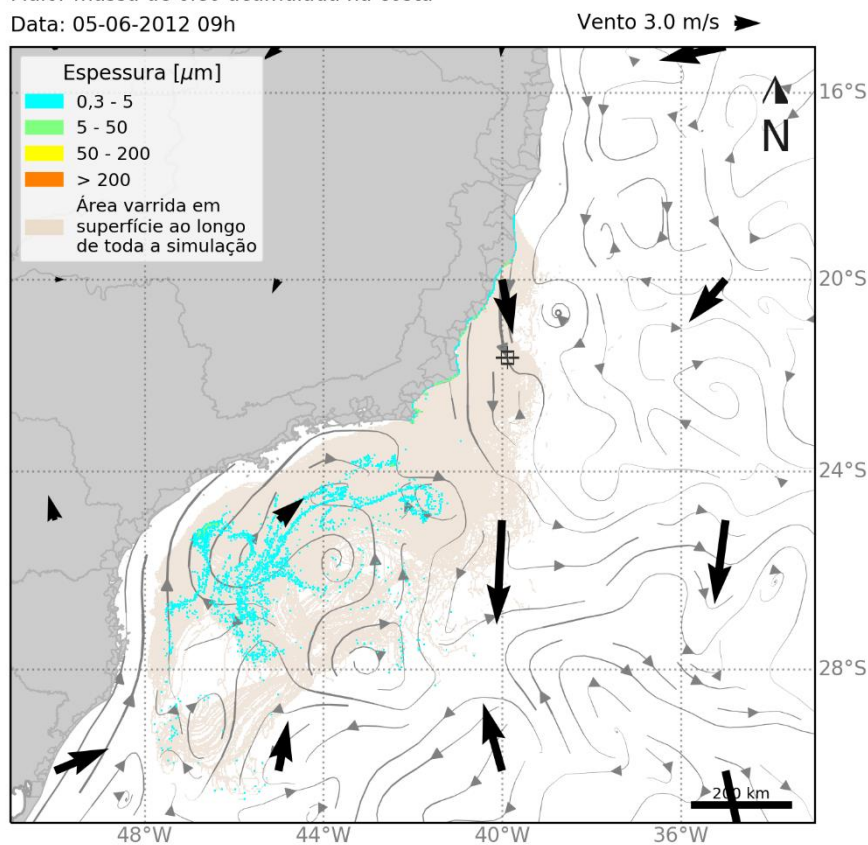 Data: 05-06-2012 09h
Vento 3.0 m/s
Espessura [μm]
0,3 - 5
5 - 50
50 - 200
> 200
Área varrida em
superfície ao longo
de toda a simulação
N
16°S
20°S
24°S
28°S
200 km
48°W
44°W
40°W
36°W